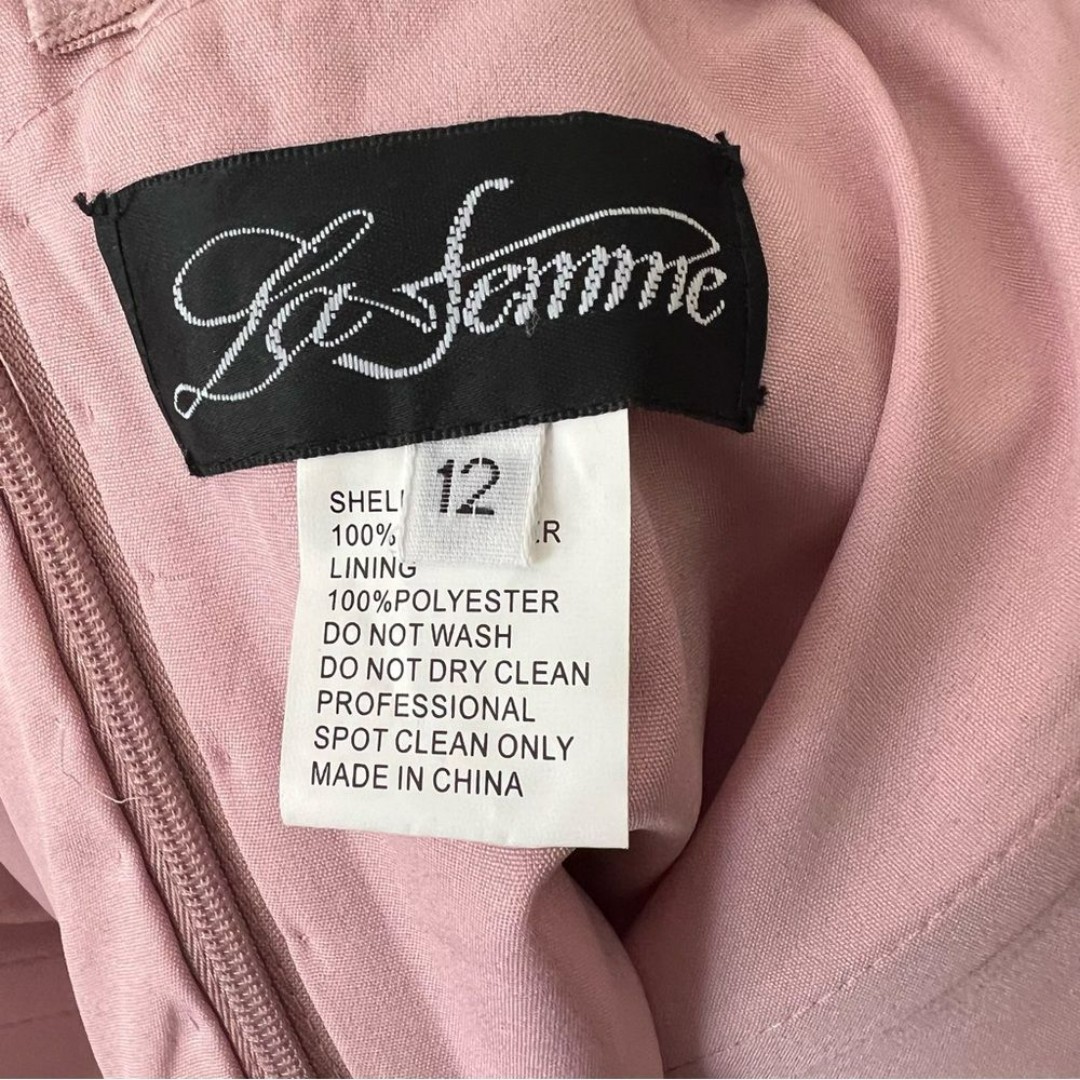 La Femme
12
SHEL
100% ER
LINING
100%POLYESTER
DO NOT WASH
DO NOT DRY CLEAN
PROFESSIONAL
SPOT CLEAN ONLY
MADE IN CHINA